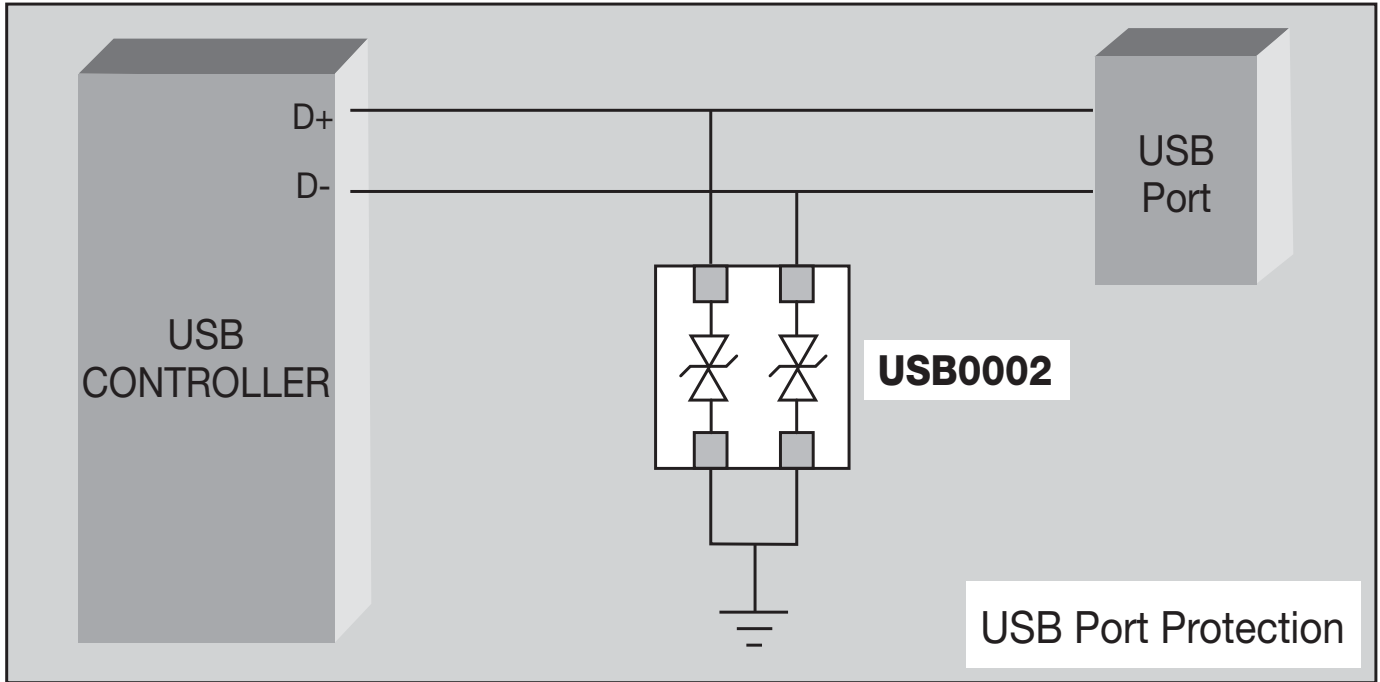 D+
D-
USB
Port
USB
CONTROLLER
USB0002
USB Port Protection